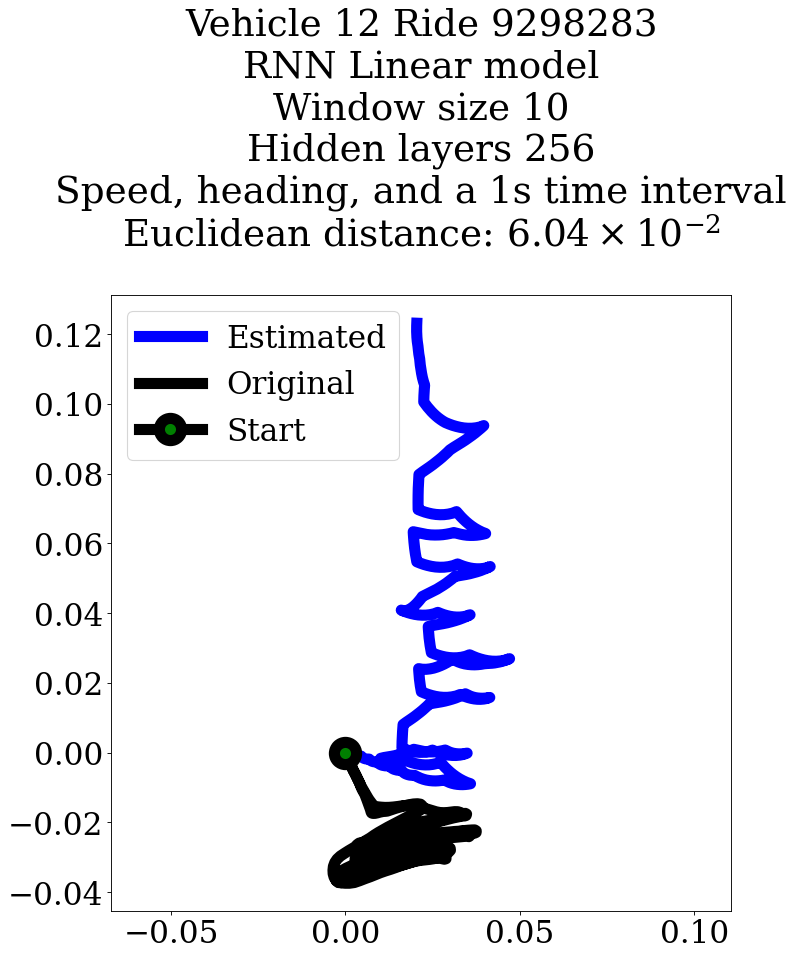 Vehicle 12 Ride 9298283
RNN Linear model
Window size 10
Hidden layers 256
Speed, heading, and a 1s time interval
Euclidean distance: 6.04 × 10⁻²
Estimated
Original
Start
0.12
0.10
0.08
0.06
0.04
0.02
0.00
−0.02
−0.04
−0.05 0.00 0.05 0.10